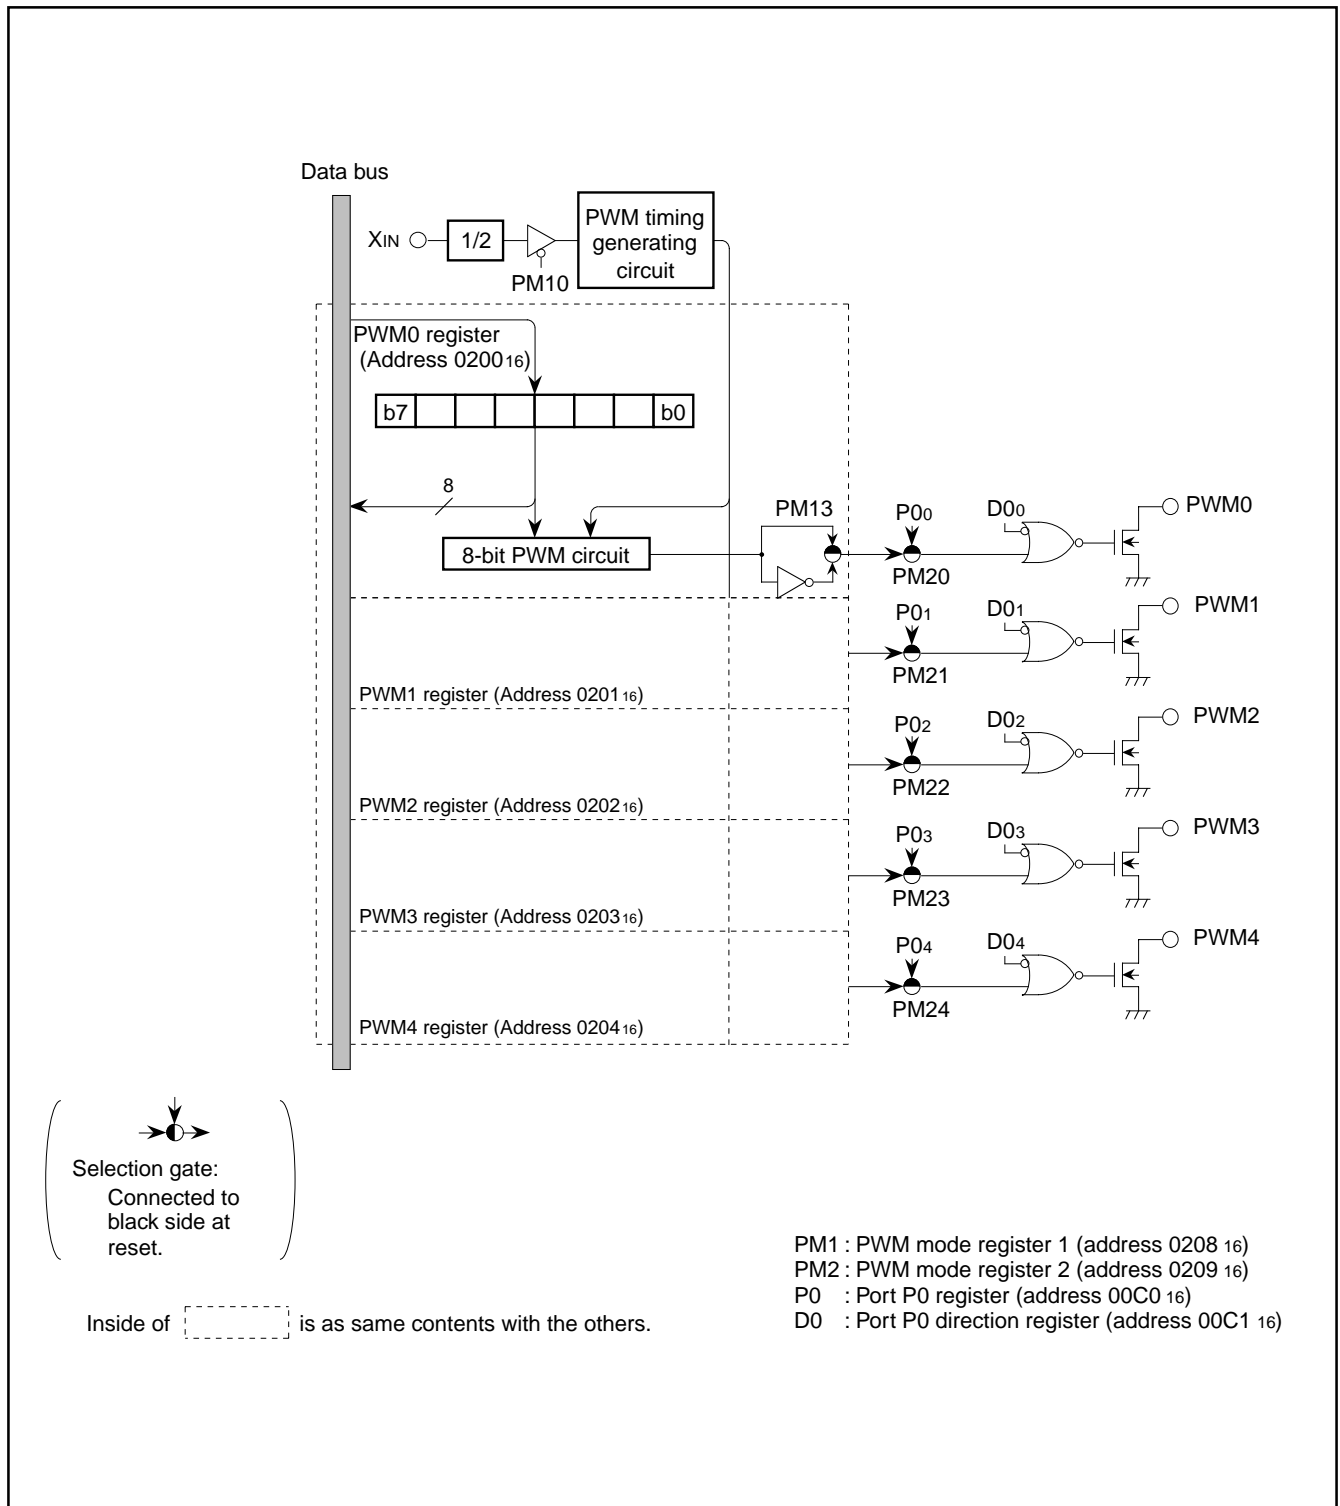 Data bus
XIN
1/2
PM10
PWM timing
generating
circuit
PWM0 register
(Address 020016)
b7
b0
8
8-bit PWM circuit
PM13
P00
PM20
D00
PWM0
P01
PM21
D01
PWM1
PWM1 register (Address 020116)
P02
PM22
D02
PWM2
PWM2 register (Address 020216)
P03
PM23
D03
PWM3
PWM3 register (Address 020316)
P04
PM24
D04
PWM4
PWM4 register (Address 020416)
Selection gate:
Connected to
black side at
reset.
Inside of is as same contents with the others.
PM1 : PWM mode register 1 (address 0208 16)
PM2 : PWM mode register 2 (address 0209 16)
P0 : Port P0 register (address 00C0 16)
D0 : Port P0 direction register (address 00C1 16)